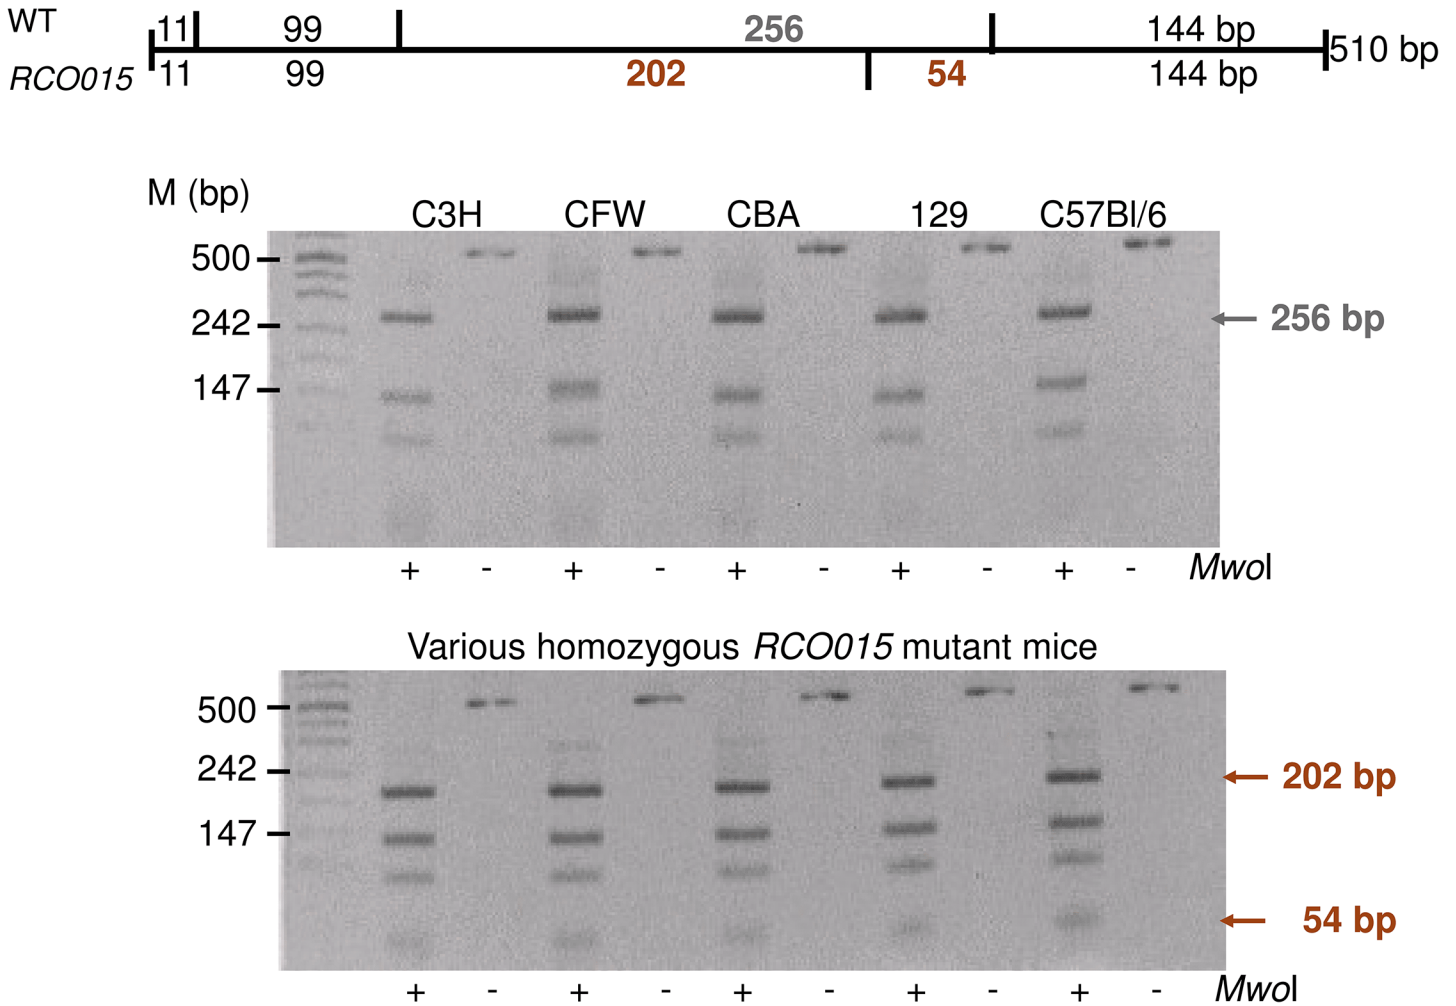 WT 11 99 256 144 bp
510 bp
RCO015 11 99 202 54 144 bp
M (bp)
C3H CFW CBA 129 C57Bl/6
500
242
256 bp
147
+ - + - + - + - + - MwoI
Various homozygous RCO015 mutant mice
500
242
202 bp
147
54 bp
+ - + - + - + - + - MwoI